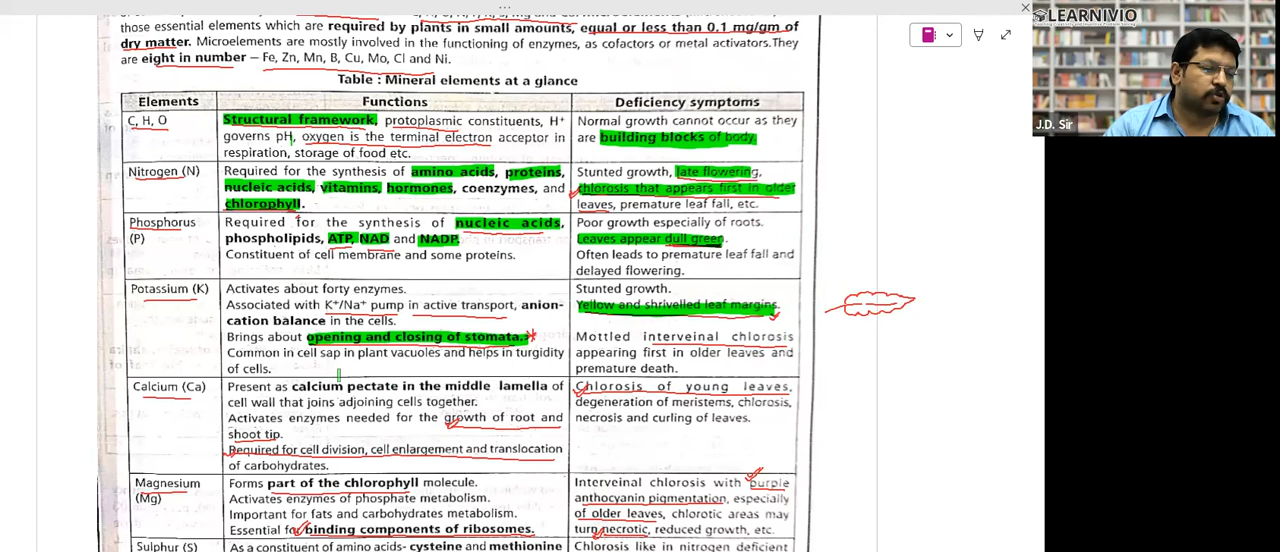 those essential elements which are required by plants in small amounts, equal or less than 0.1 mg/gm of
dry matter. Microelements are mostly involved in the functioning of enzymes, as cofactors or metal activators.They
are eight in number – Fe, Zn, Mn, B, Cu, Mo, Cl and Ni.
LEARNIVIO
J.D. Sir
Table : Mineral elements at a glance
Elements
Functions
Deficiency symptoms
C, H, O
Structural framework, protoplasmic constituents, H⁺
governs pH, oxygen is the terminal electron acceptor in
respiration, storage of food etc.
Normal growth cannot occur as they
are building blocks of body.
Nitrogen (N)
Required for the synthesis of amino acids, proteins,
nucleic acids, vitamins, hormones, coenzymes, and
chlorophyll.
Stunted growth, late flowering,
chlorosis that appears first in older
leaves, premature leaf fall, etc.
Phosphorus
(P)
Required for the synthesis of nucleic acids,
phospholipids, ATP, NAD and NADP.
Constituent of cell membrane and some proteins.
Poor growth especially of roots.
Leaves appear dull green.
Often leads to premature leaf fall and
delayed flowering.
Potassium (K)
Activates about forty enzymes.
Associated with K⁺/Na⁺ pump in active transport, anion-
cation balance in the cells.
Brings about opening and closing of stomata.
Common in cell sap in plant vacuoles and helps in turgidity
of cells.
Stunted growth.
Yellow and shrivelled leaf margins.
Mottled interveinal chlorosis
appearing first in older leaves and
premature death.
Calcium (Ca)
Present as calcium pectate in the middle lamella of
cell wall that joins adjoining cells together.
Activates enzymes needed for the growth of root and
shoot tip.
Required for cell division, cell enlargement and translocation
of carbohydrates.
Chlorosis of young leaves,
degeneration of meristems, chlorosis,
necrosis and curling of leaves.
Magnesium
(Mg)
Forms part of the chlorophyll molecule.
Activates enzymes of phosphate metabolism.
Important for fats and carbohydrates metabolism.
Essential for binding components of ribosomes.
Interveinal chlorosis with purple
anthocyanin pigmentation, especially
of older leaves, chlorotic areas may
turn necrotic, reduced growth, etc.
Sulphur (S)
As a constituent of amino acids- cysteine and methionine
Chlorosis like in nitrogen deficient